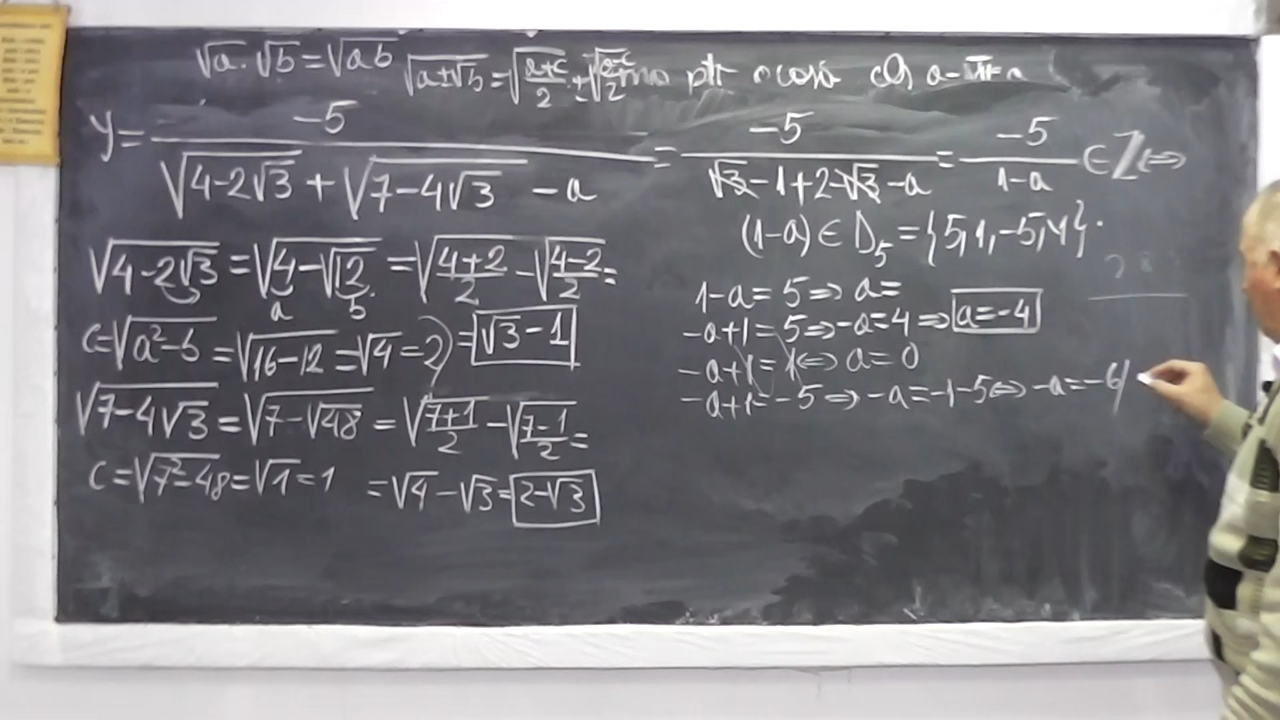 √a · √b = √ab √a±√b = √(a+c)/2 ± √(a-c)/2 a-√n = n
y = -5/(√4-2√3 + √7-4√3 - a) = -5/(√3-1+2-√3-a) = -5/(1-a) ∈ ℤ ⇔
(1-a) ∈ D₅ = {5, 1, -5, -1}.
√4-2√3 = √4-√12 = √(4+2)/2 - √(4-2)/2 =
a b
c = √a²-b = √16-12 = √4 = 2) = √3-1
√7-4√3 = √7-√48 = √(7+1)/2 - √(7-1)/2 =
c = √7²-48 = √1 = 1 = √4-√3 = 2-√3
1-a = 5 ⇒ a =
-a+1 = 5 ⇒ -a = 4 ⇒ a = -4
-a+1 = 1 ⇔ a = 0
-a+1 = -5 ⇒ -a = -1-5 ⇔ -a = -6/